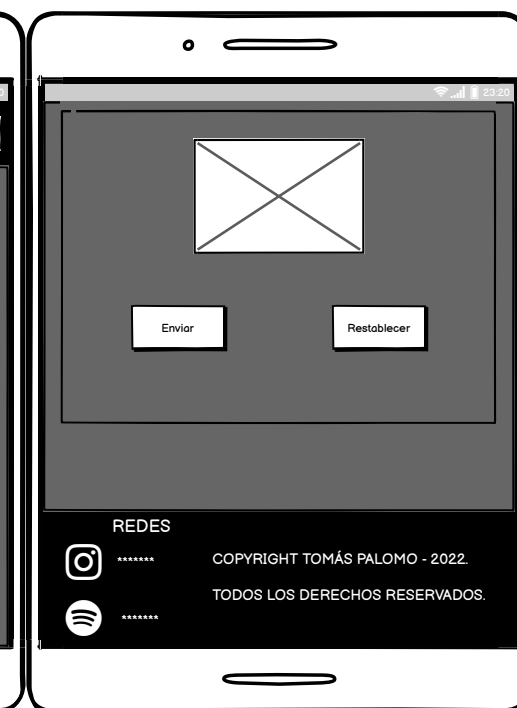 23:20
Enviar
Restablecer
REDES
*******
COPYRIGHT TOMÁS PALOMO - 2022.
TODOS LOS DERECHOS RESERVADOS.
*******